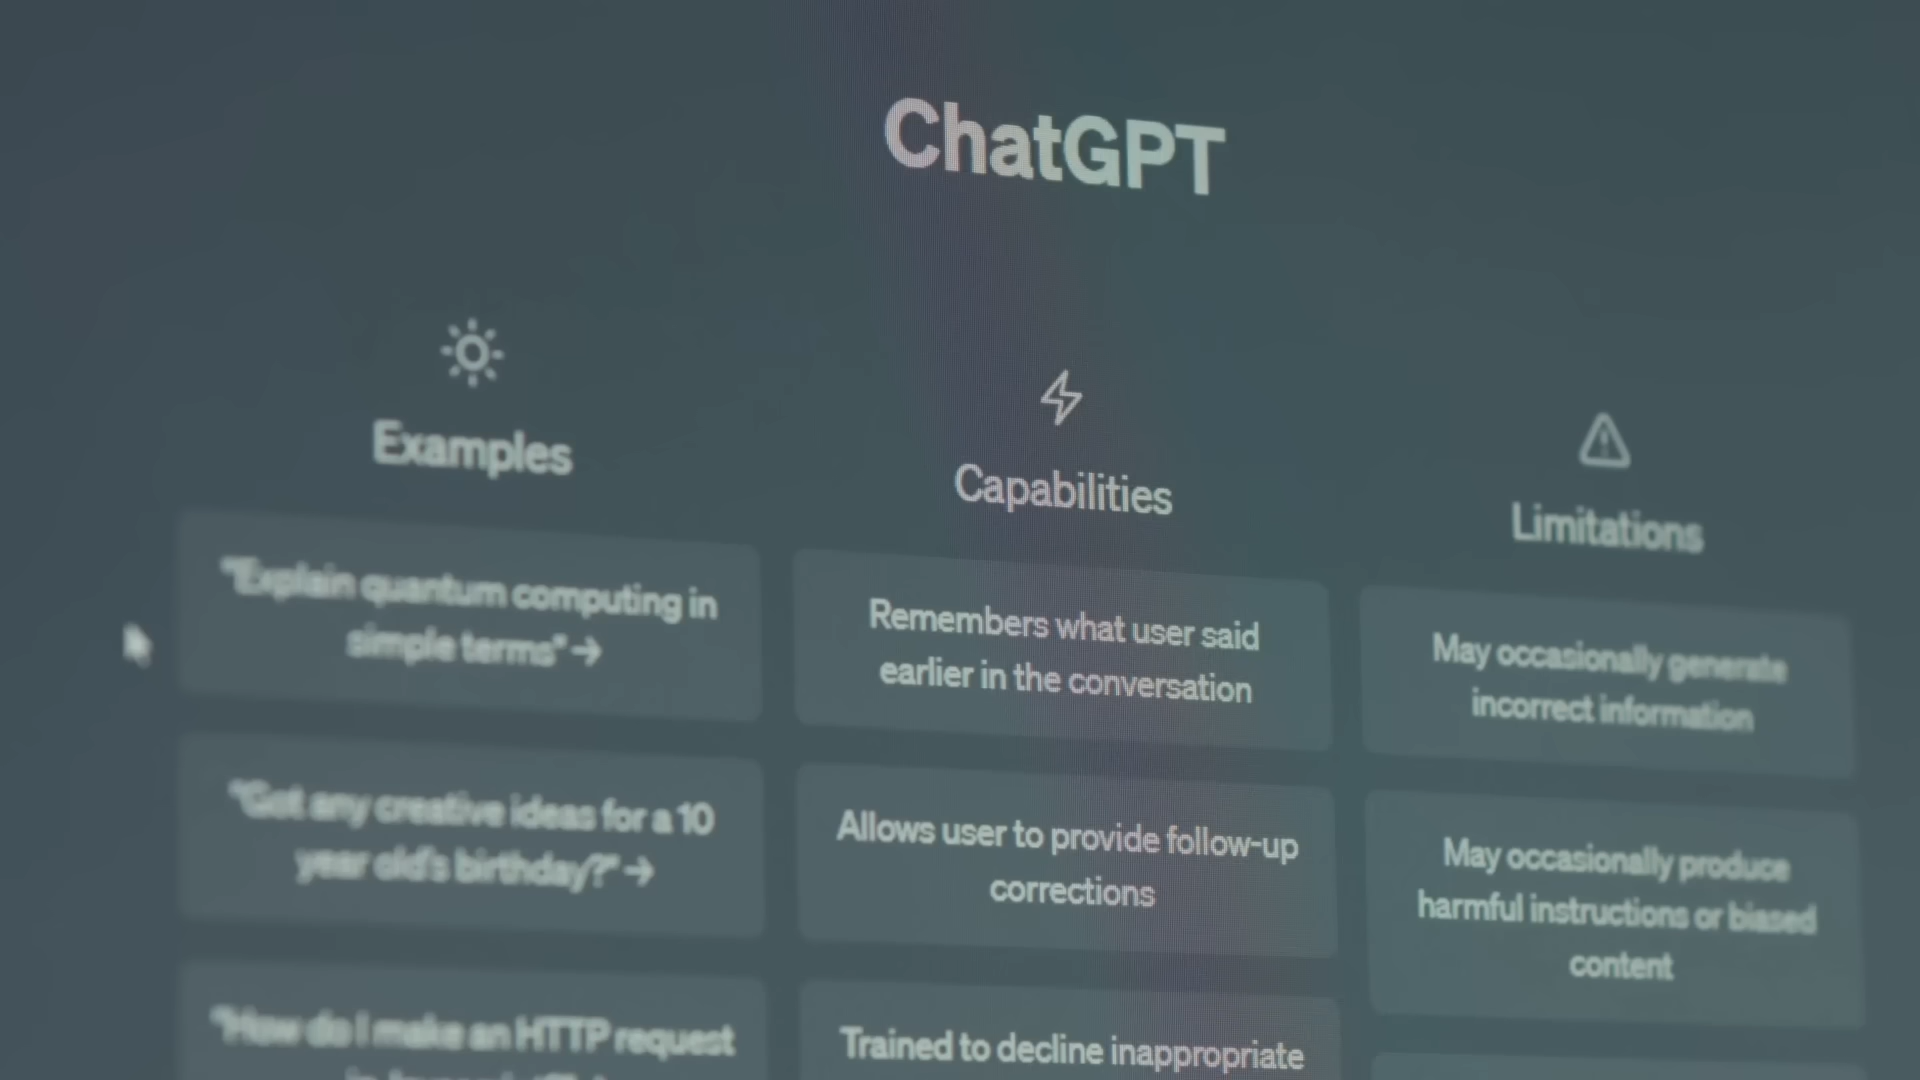 ChatGPT
Examples
"Explain quantum computing in
simple terms" →
"Got any creative ideas for a 10
year old's birthday?" →
"How do I make an HTTP request
Capabilities
Remembers what user said
earlier in the conversation
Allows user to provide follow-up
corrections
Trained to decline inappropriate
Limitations
May occasionally generate
incorrect information
May occasionally produce
harmful instructions or biased
content